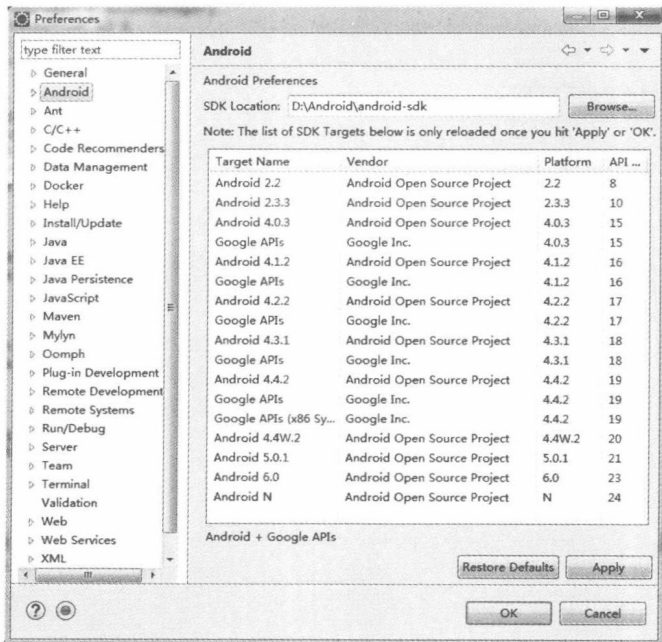 Preferences
type filter text
General
Android
Ant
C/C++
Code Recommenders
Data Management
Docker
Help
Install/Update
Java
Java EE
Java Persistence
JavaScript
Maven
Mylyn
Oomph
Plug-in Development
Remote Development
Remote Systems
Run/Debug
Server
Team
Terminal
Validation
Web
Web Services
XML
Android
Android Preferences
SDK Location: D:\Android\android-sdk Browse...
Note: The list of SDK Targets below is only reloaded once you hit 'Apply' or 'OK'.
Target Name Vendor Platform API ...
Android 2.2 Android Open Source Project 2.2 8
Android 2.3.3 Android Open Source Project 2.3.3 10
Android 4.0.3 Android Open Source Project 4.0.3 15
Google APIs Google Inc. 4.0.3 15
Android 4.1.2 Android Open Source Project 4.1.2 16
Google APIs Google Inc. 4.1.2 16
Android 4.2.2 Android Open Source Project 4.2.2 17
Google APIs Google Inc. 4.2.2 17
Android 4.3.1 Android Open Source Project 4.3.1 18
Google APIs Google Inc. 4.3.1 18
Android 4.4.2 Android Open Source Project 4.4.2 19
Google APIs Google Inc. 4.4.2 19
Google APIs (x86 Sy... Google Inc. 4.4.2 19
Android 4.4W.2 Android Open Source Project 4.4W.2 20
Android 5.0.1 Android Open Source Project 5.0.1 21
Android 6.0 Android Open Source Project 6.0 23
Android N Android Open Source Project N 24
Android + Google APIs
Restore Defaults Apply
OK Cancel